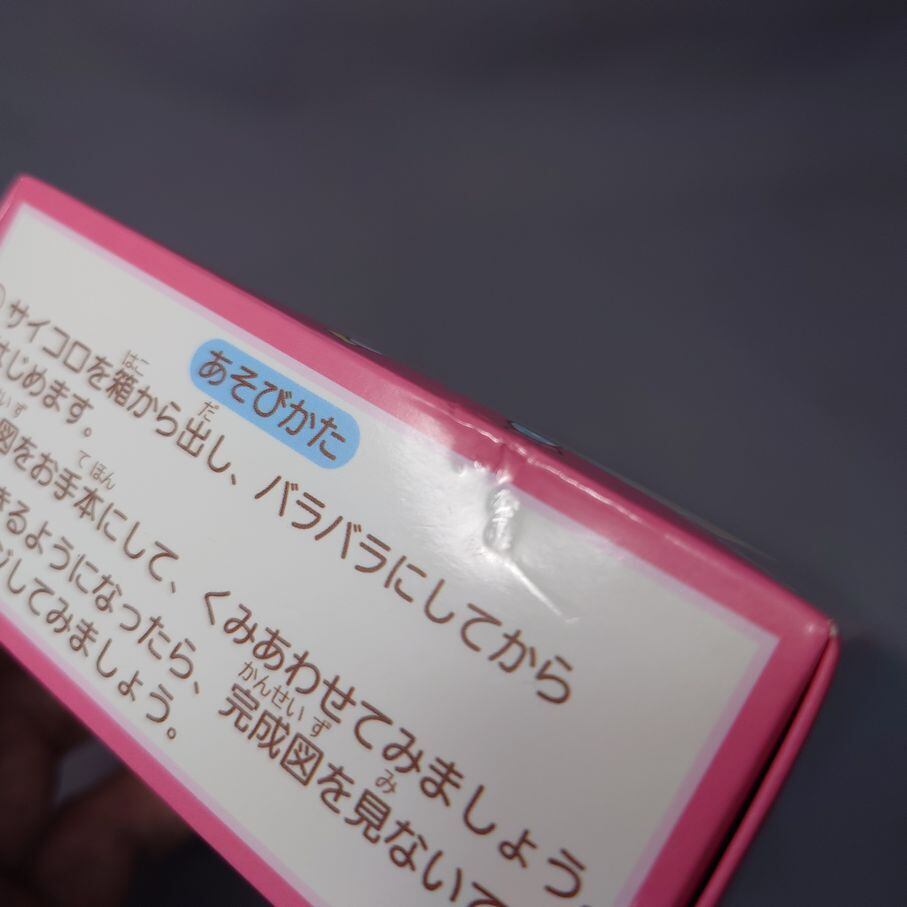 あそびかた
サイコロを箱から出し、バラバラにしてから
はじめます。
図をお手本にして、くみあわせてみましょう。
きるようになったら、完成図を見ないで
ジしてみましょう。